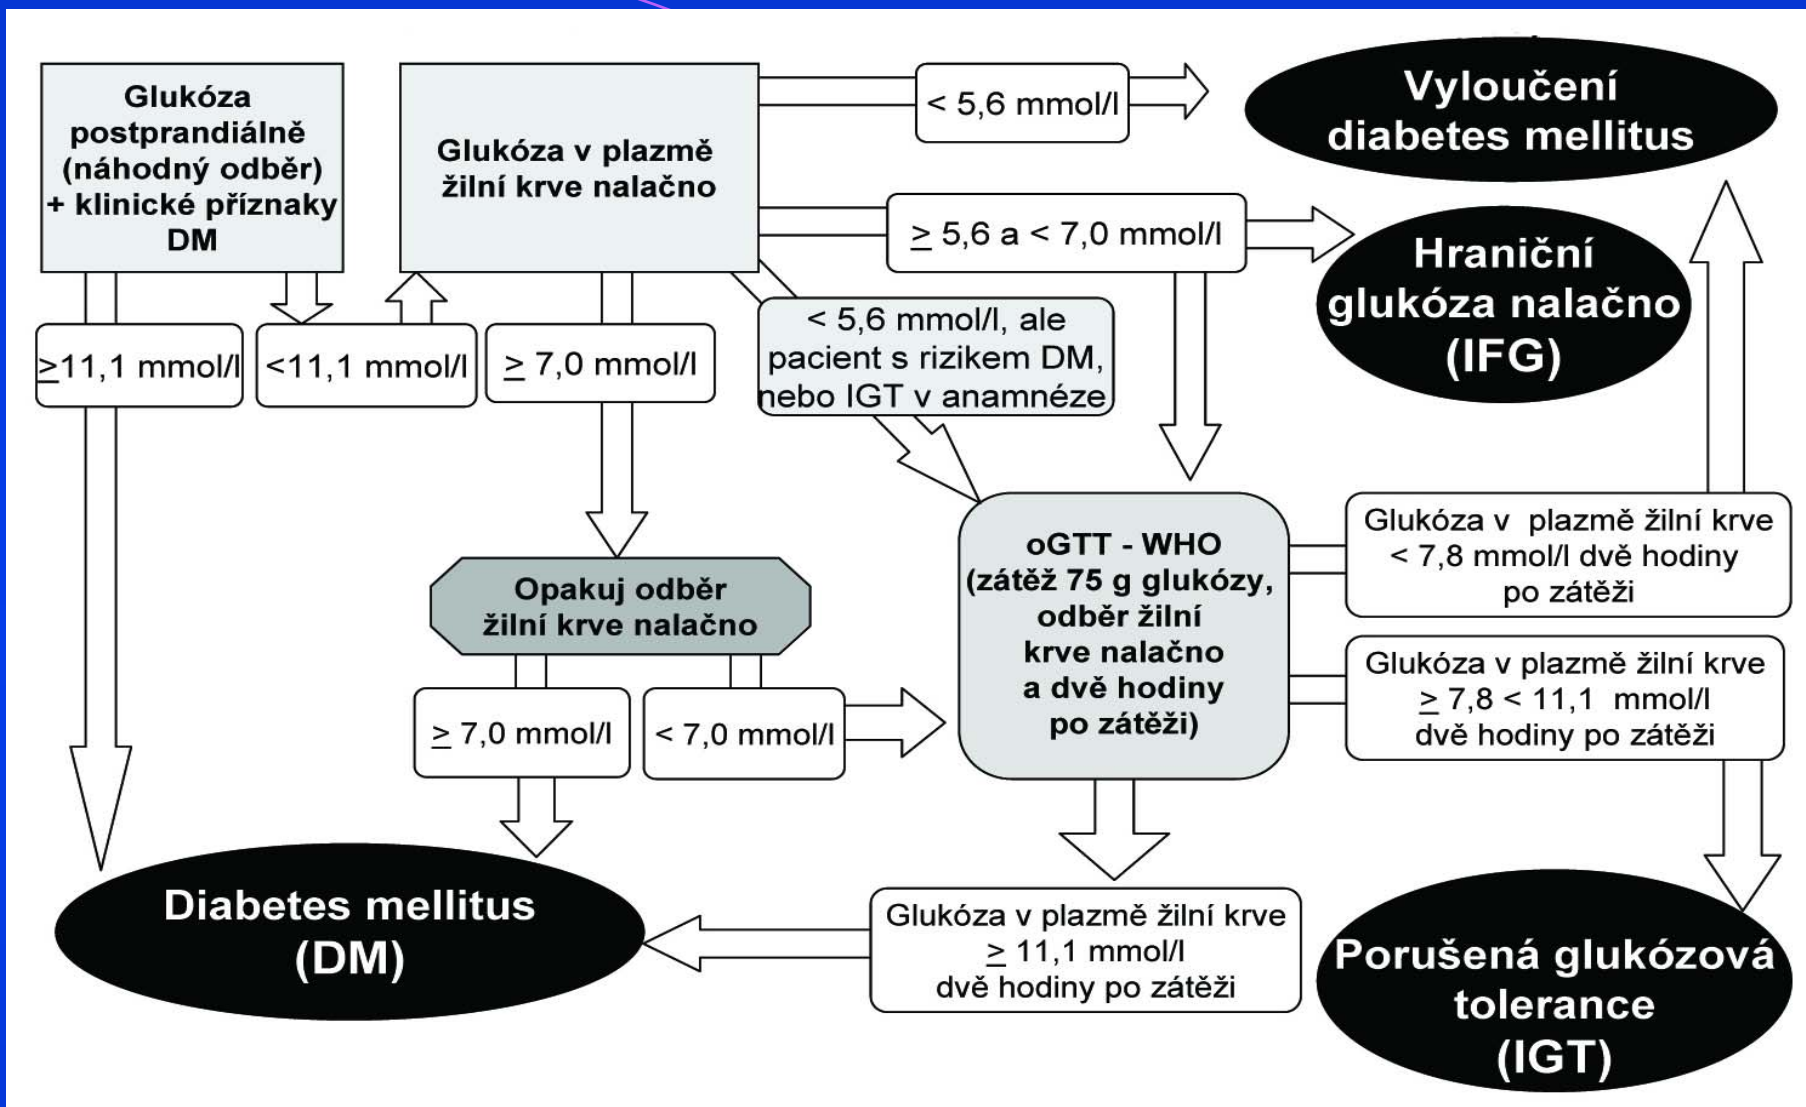 Glukóza
postprandiálně
(náhodný odběr)
+ klinické příznaky
DM
Glukóza v plazmě
žilní krve nalačno
< 5,6 mmol/l
Vyloučení
diabetes mellitus
≥ 5,6 a < 7,0 mmol/l
Hraniční
glukóza nalačno
(IFG)
≥11,1 mmol/l
<11,1 mmol/l
≥ 7,0 mmol/l
< 5,6 mmol/l, ale
pacient s rizikem DM,
nebo IGT v anamnéze
Opakuj odběr
žilní krve nalačno
≥ 7,0 mmol/l
< 7,0 mmol/l
oGTT - WHO
(zátěž 75 g glukózy,
odběr žilní
krve nalačno
a dvě hodiny
po zátěži)
Glukóza v plazmě žilní krve
< 7,8 mmol/l dvě hodiny
po zátěži
Glukóza v plazmě žilní krve
≥ 7,8 < 11,1 mmol/l
dvě hodiny po zátěži
Diabetes mellitus
(DM)
Glukóza v plazmě žilní krve
≥ 11,1 mmol/l
dvě hodiny po zátěži
Porušená glukózová
tolerance
(IGT)